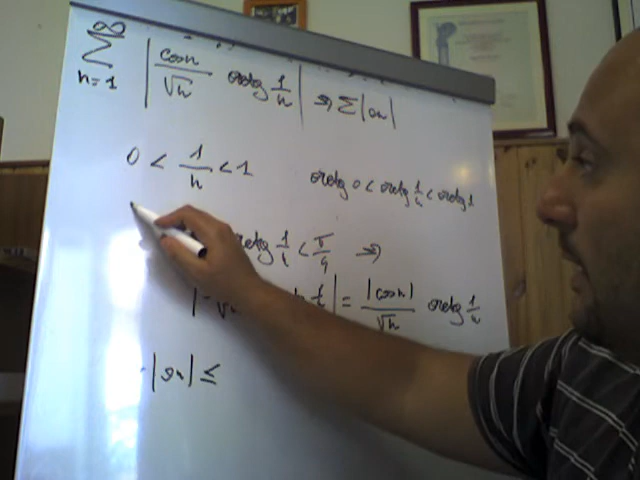 ∞
∑ | cos n / √n arctg 1/n | ⇒ ∑|an|
n=1
0 < 1/n < 1 arctg 0 < arctg 1/n < arctg 1
arctg 1/n < π/4 ⇒
| = |cos n| / √n arctg 1/n
|an| ≤